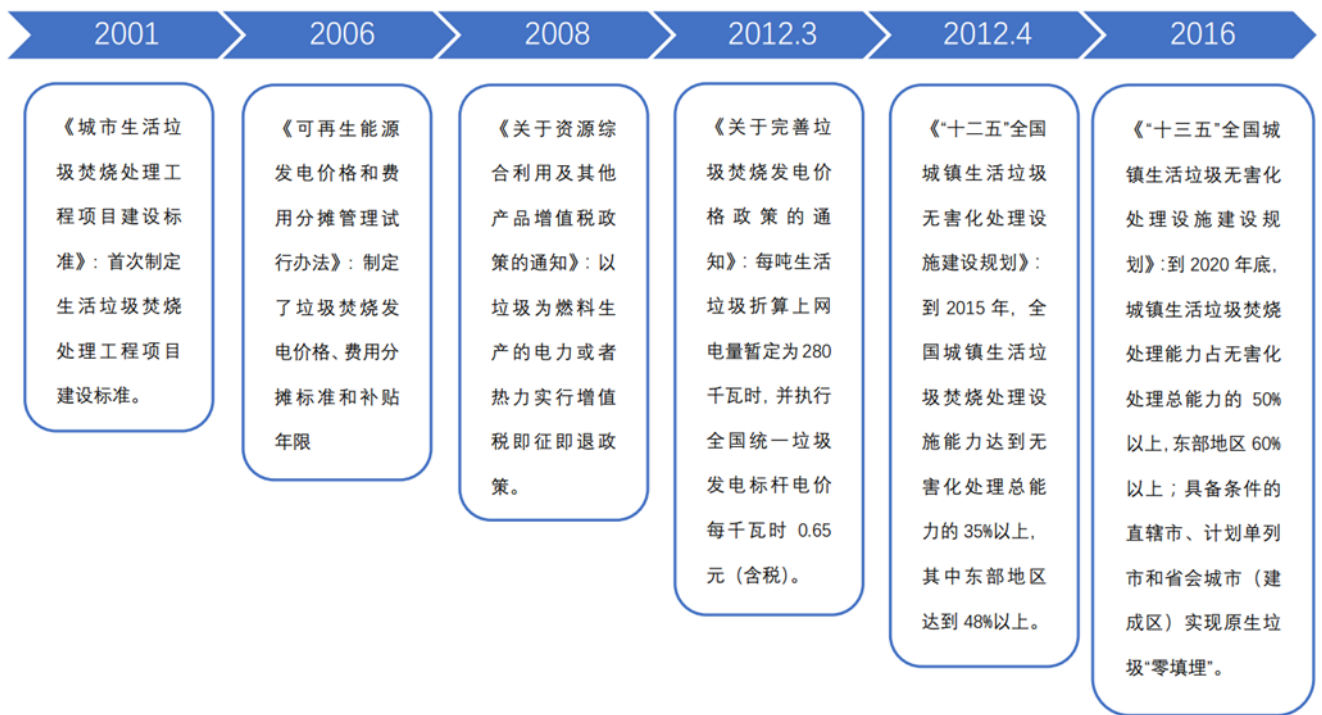 2001
2006
2008
2012.3
2012.4
2016
《城市生活垃
圾焚烧处理工
程项目建设标
准》：首次制定
生活垃圾焚烧
处理工程项目
建设标准。
《可再生能源
发电价格和费
用分摊管理试
行办法》：制定
了垃圾焚烧发
电价格、费用分
摊标准和补贴
年限
《关于资源综
合利用及其他
产品增值税政
策的通知》：以
垃圾为燃料生
产的电力或者
热力实行增值
税即征即退政
策。
《关于完善垃
圾焚烧发电价
格政策的通
知》：每吨生活
垃圾折算上网
电量暂定为280
千瓦时，并执行
全国统一垃圾
发电标杆电价
每千瓦时 0.65
元（含税）。
《“十二五”全国
城镇生活垃圾
无害化处理设
施建设规划》：
到 2015 年，全
国城镇生活垃
圾焚烧处理设
施能力达到无
害化处理总能
力的 35%以上，
其中东部地区
达到 48%以上。
《“十三五”全国城
镇生活垃圾无害化
处理设施建设规
划》:到 2020 年底，
城镇生活垃圾焚烧
处理能力占无害化
处理总能力的 50%
以上，东部地区 60%
以上；具备条件的
直辖市、计划单列
市和省会城市（建
成区）实现原生垃
圾“零填埋”。